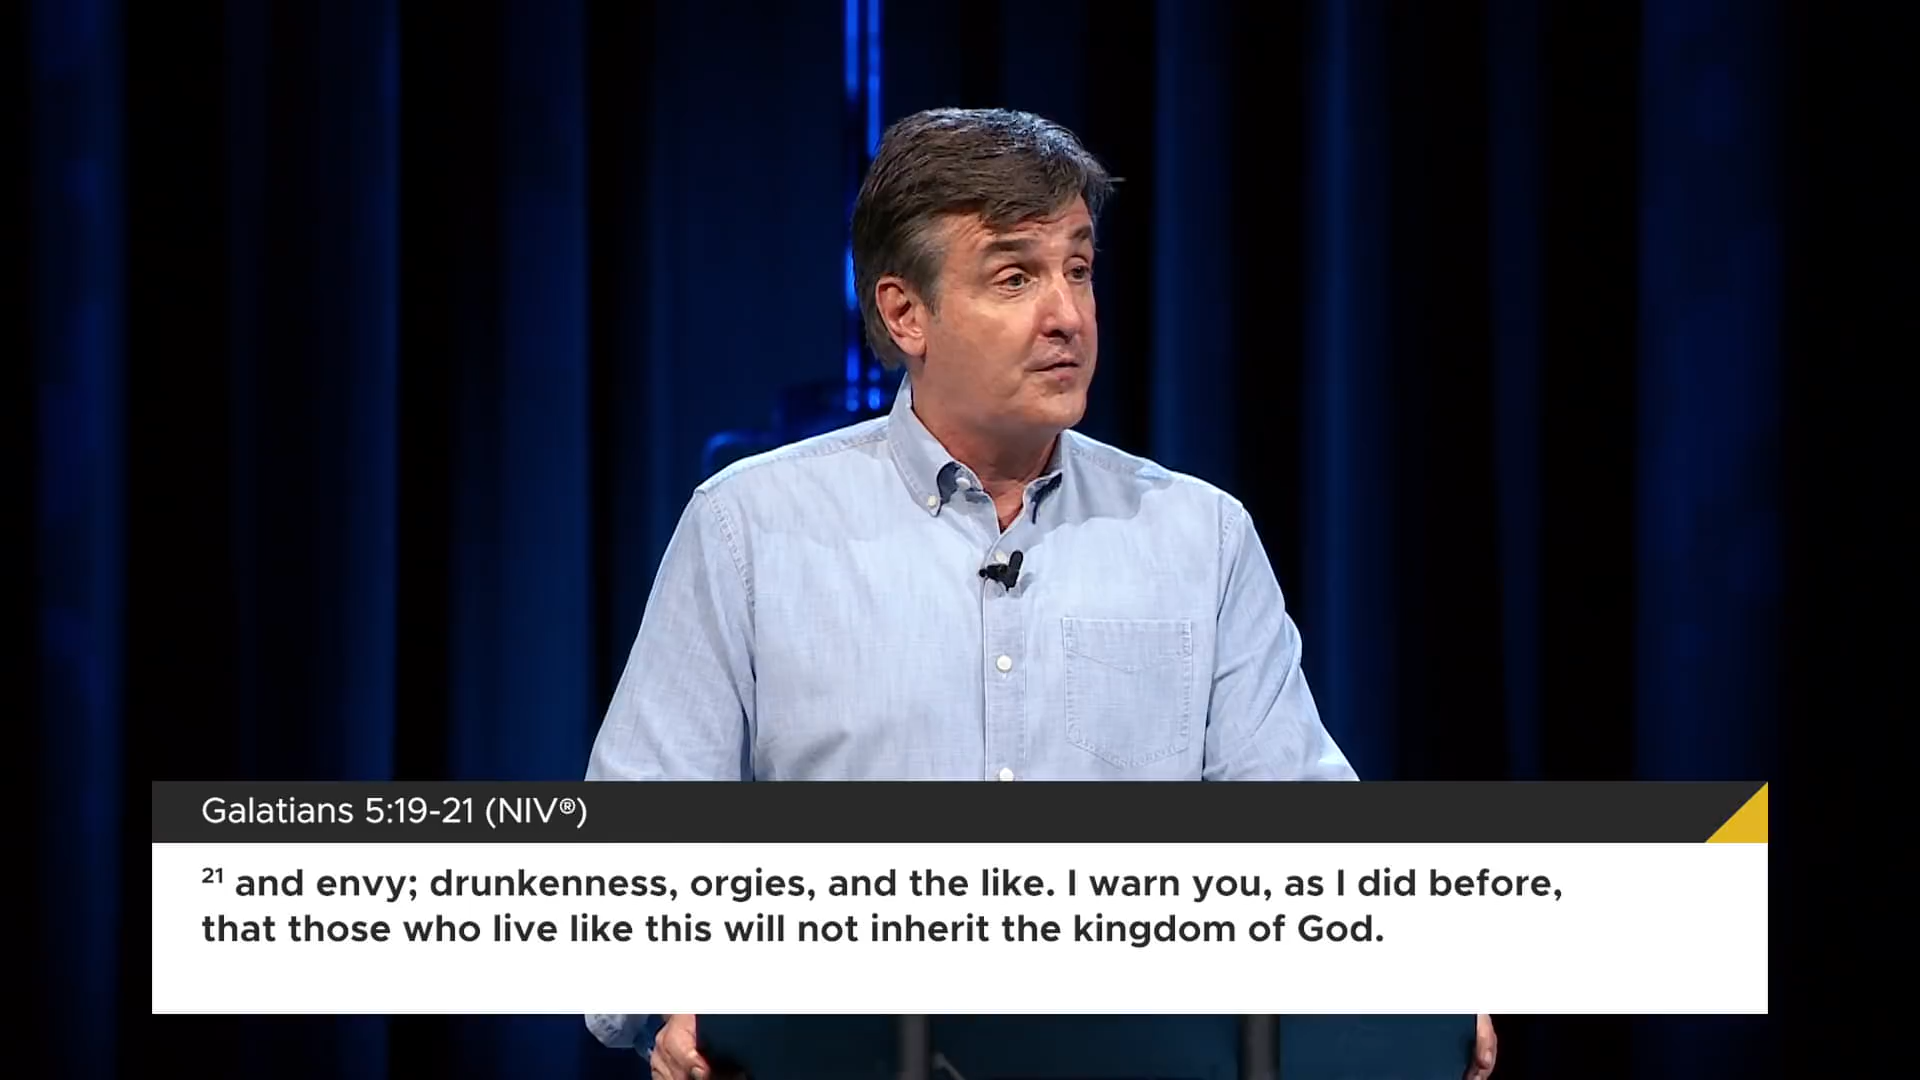 Galatians 5:19-21 (NIV®)
21 and envy; drunkenness, orgies, and the like. I warn you, as I did before,
that those who live like this will not inherit the kingdom of God.